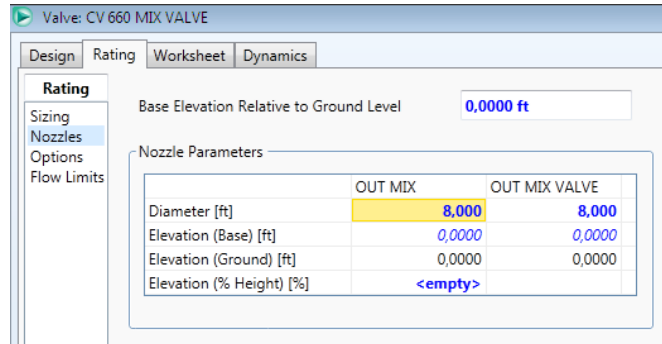 Valve: CV 660 MIX VALVE
Design Rating Worksheet Dynamics
Rating
Sizing
Nozzles
Options
Flow Limits
Base Elevation Relative to Ground Level 0,0000 ft
Nozzle Parameters
OUT MIX OUT MIX VALVE
Diameter [ft] 8,000 8,000
Elevation (Base) [ft] 0,0000 0,0000
Elevation (Ground) [ft] 0,0000 0,0000
Elevation (% Height) [%] <empty>